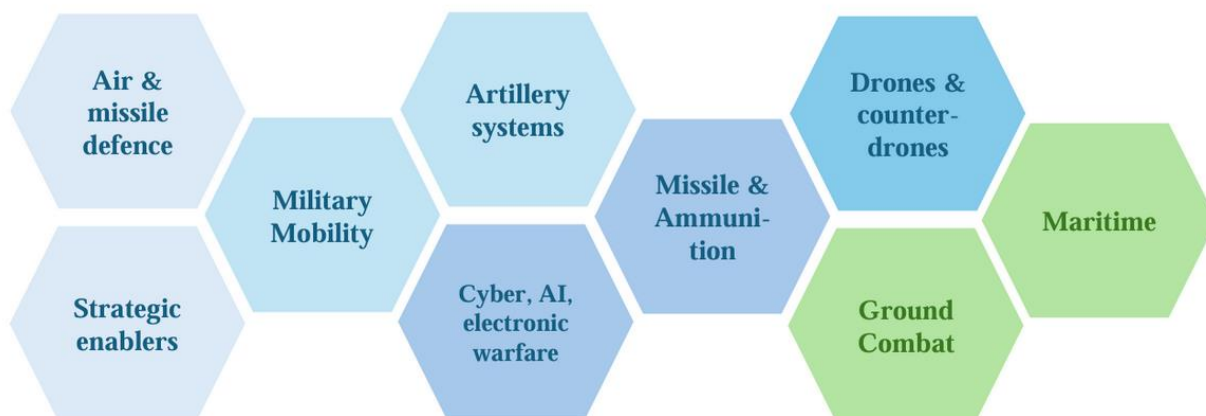 Air &
missile
defence
Strategic
enablers
Military
Mobility
Artillery
systems
Cyber, AI,
electronic
warfare
Missile &
Ammuni-
tion
Drones &
counter-
drones
Ground
Combat
Maritime